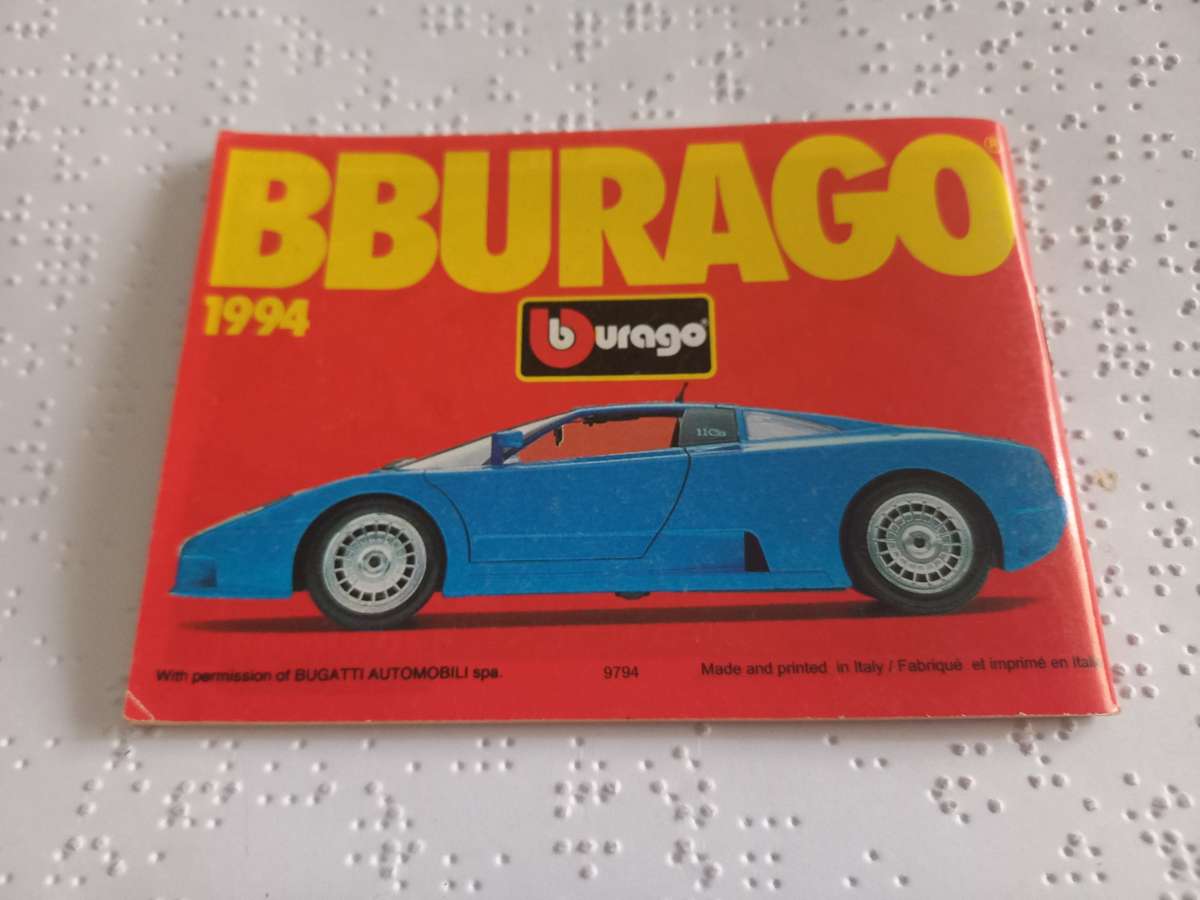 BBURAGO
1994
burago
With permission of BUGATTI AUTOMOBILI spa.
9794
Made and printed in Italy / Fabriqué et imprimé en Italie